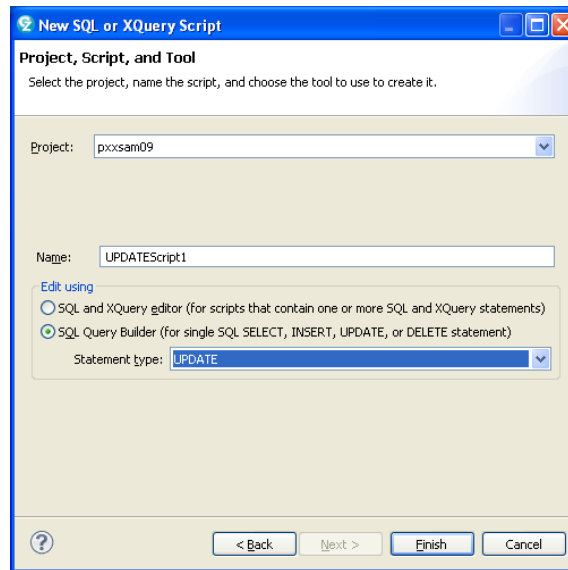 New SQL or XQuery Script
Project, Script, and Tool
Select the project, name the script, and choose the tool to use to create it.
Project: pxxsam09
Name: UPDATEScript1
Edit using
SQL and XQuery editor (for scripts that contain one or more SQL and XQuery statements)
SQL Query Builder (for single SQL SELECT, INSERT, UPDATE, or DELETE statement)
Statement type: UPDATE
? < Back Next > Finish Cancel